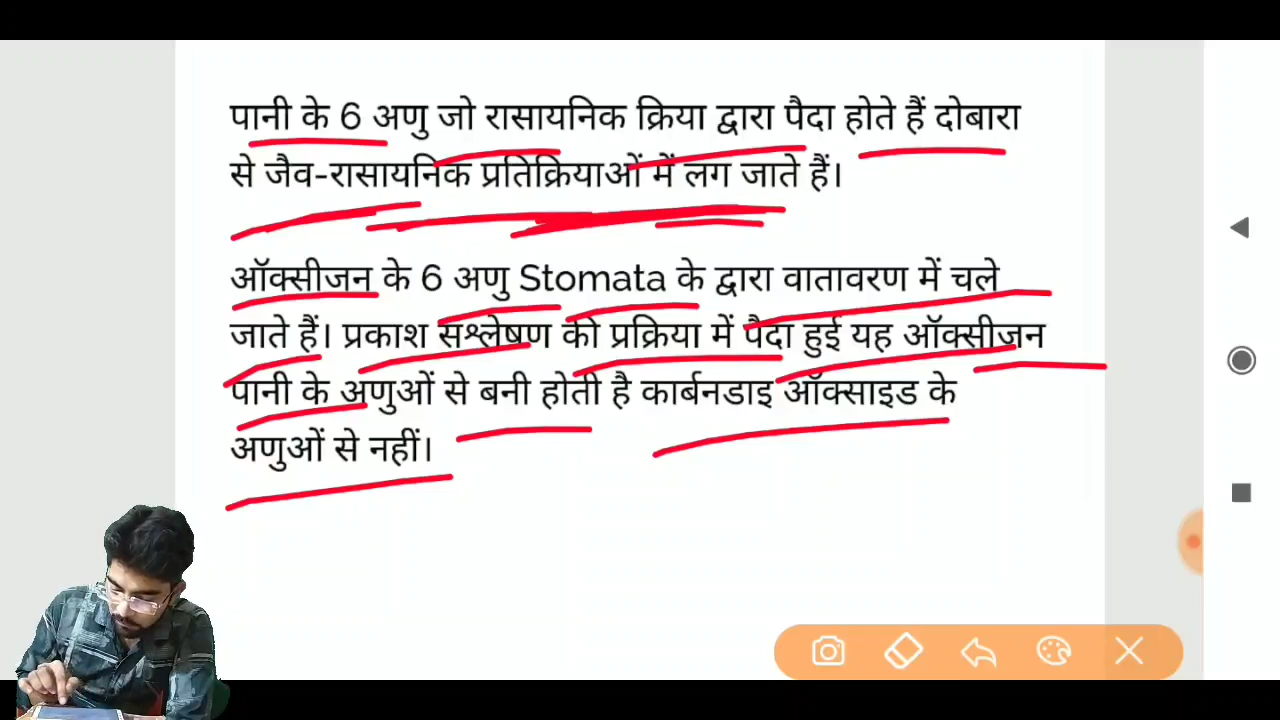 पानी के 6 अणु जो रासायनिक क्रिया द्वारा पैदा होते हैं दोबारा
से जैव-रासायनिक प्रतिक्रियाओं में लग जाते हैं।
ऑक्सीजन के 6 अणु Stomata के द्वारा वातावरण में चले
जाते हैं। प्रकाश संश्लेषण की प्रक्रिया में पैदा हुई यह ऑक्सीजन
पानी के अणुओं से बनी होती है कार्बनडाइ ऑक्साइड के
अणुओं से नहीं।